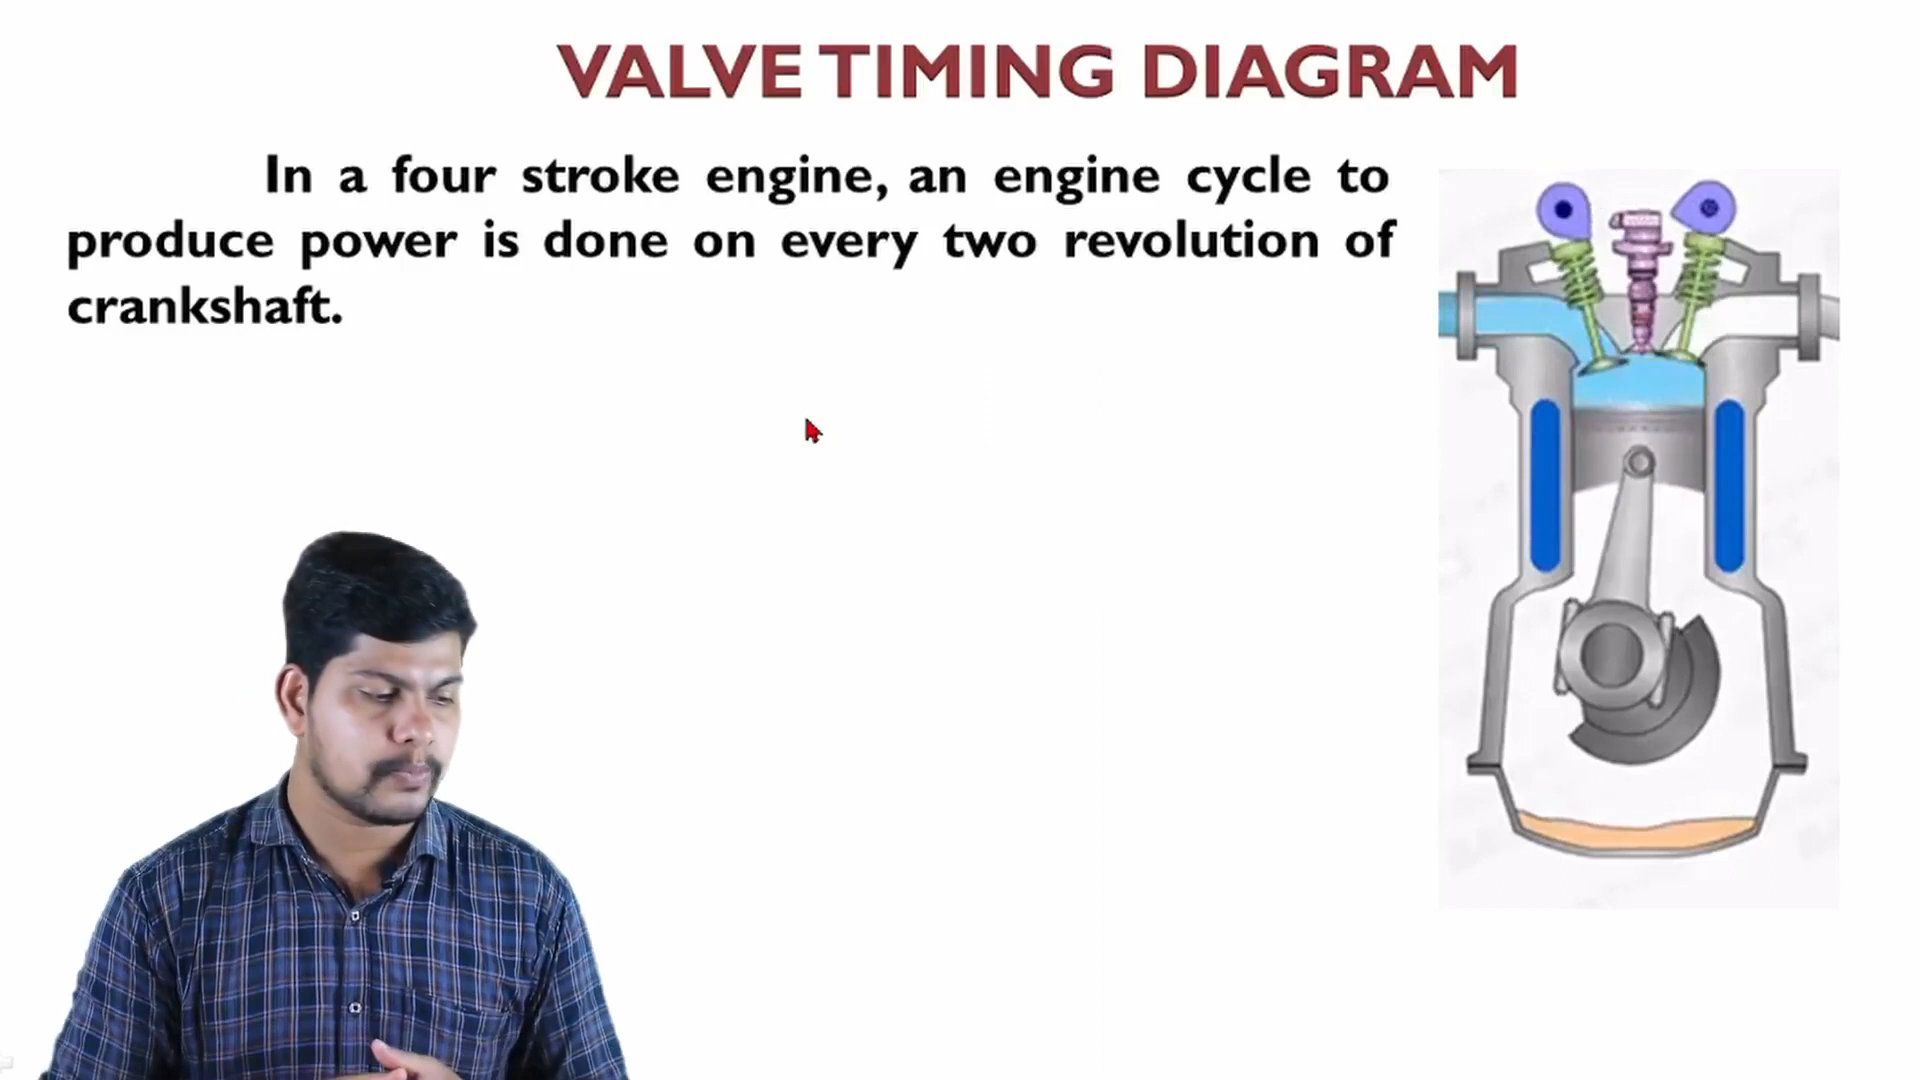 VALVE TIMING DIAGRAM
In a four stroke engine, an engine cycle to
produce power is done on every two revolution of
crankshaft.